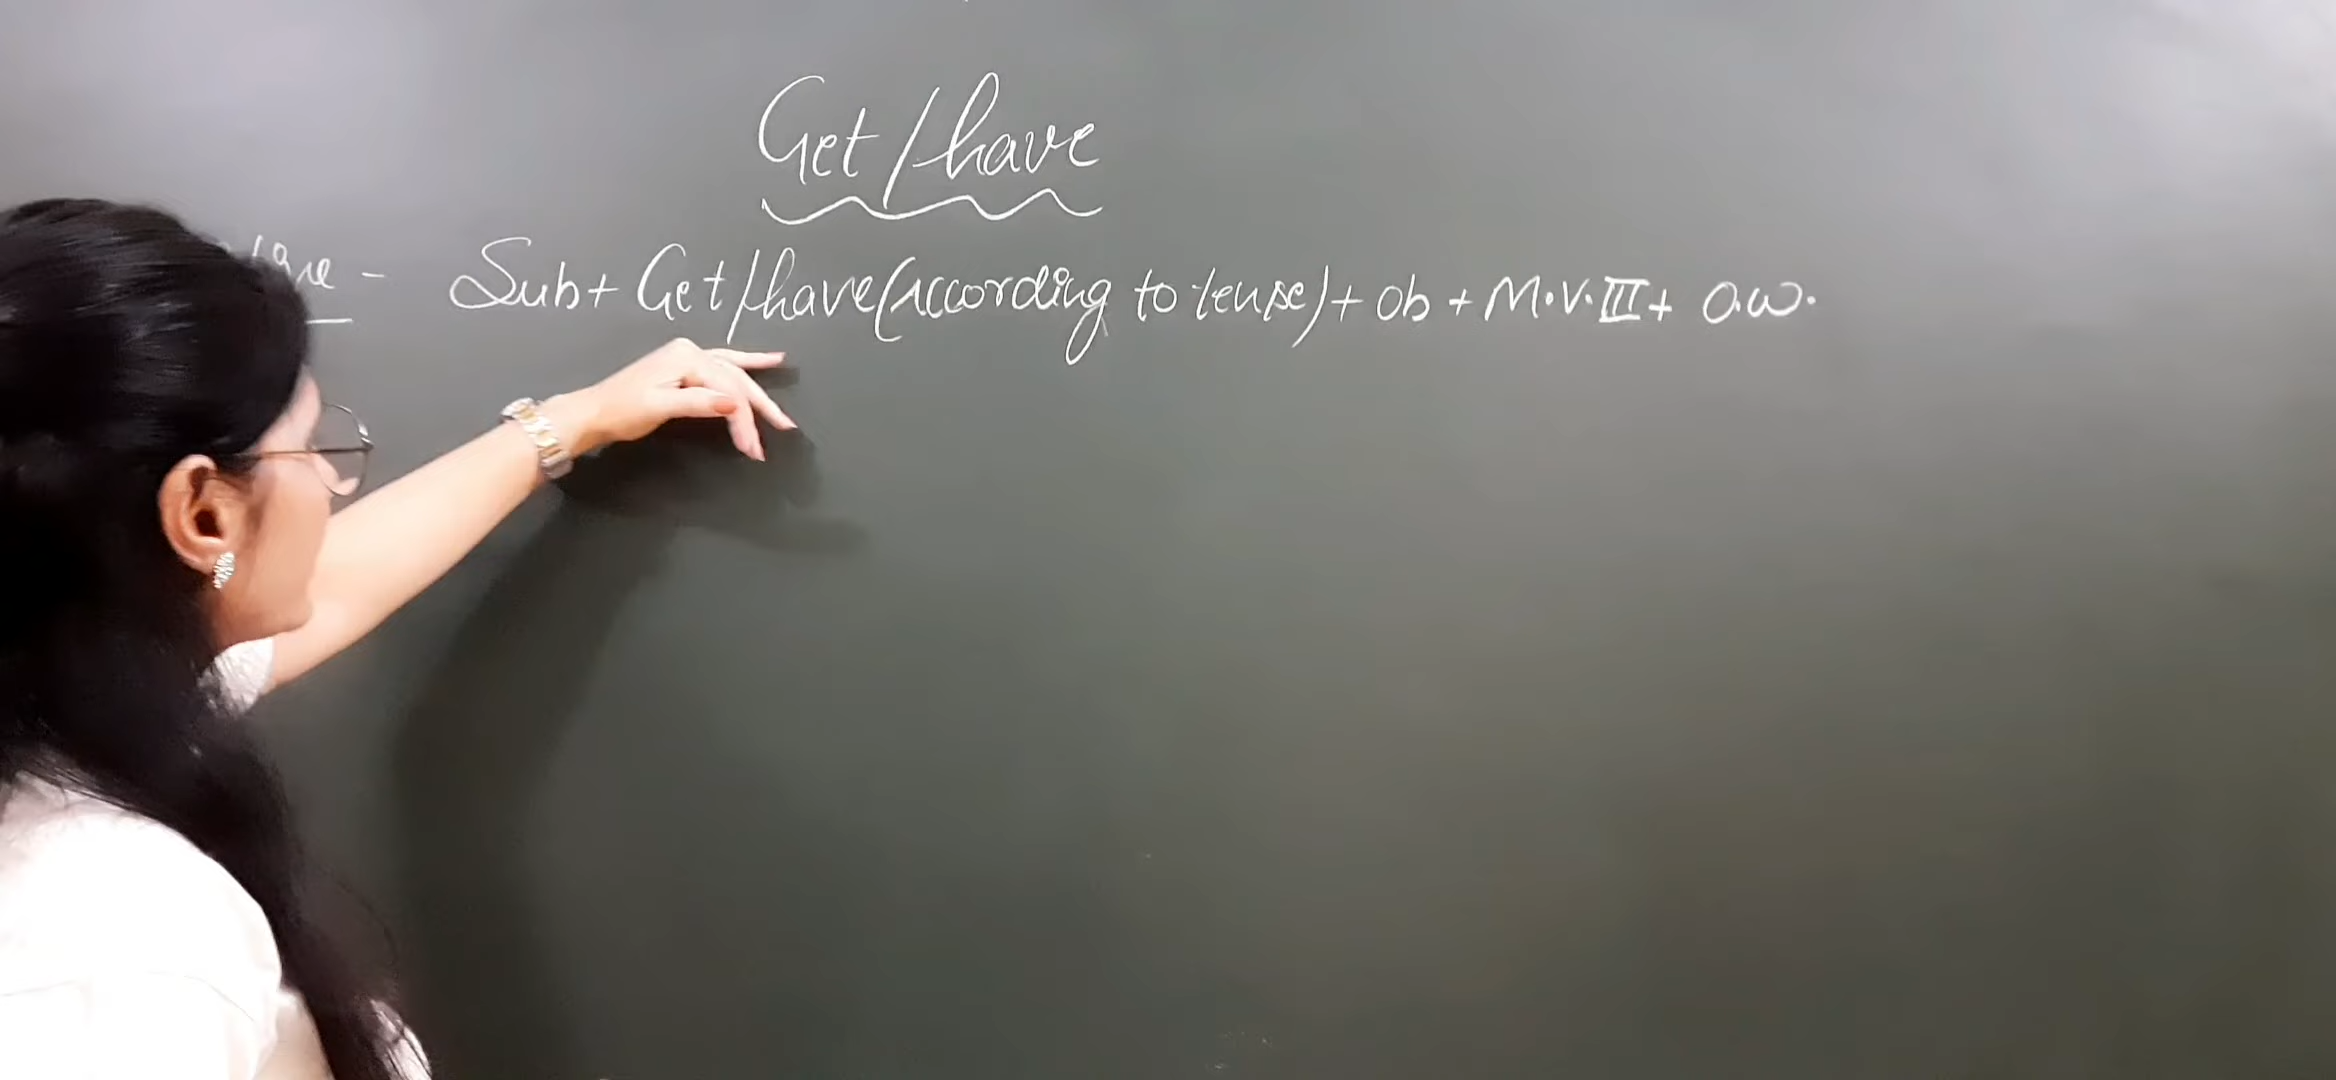 Get/have
- Sub+ Get/have(According to tense)+ Ob + M.V.III + O.W.